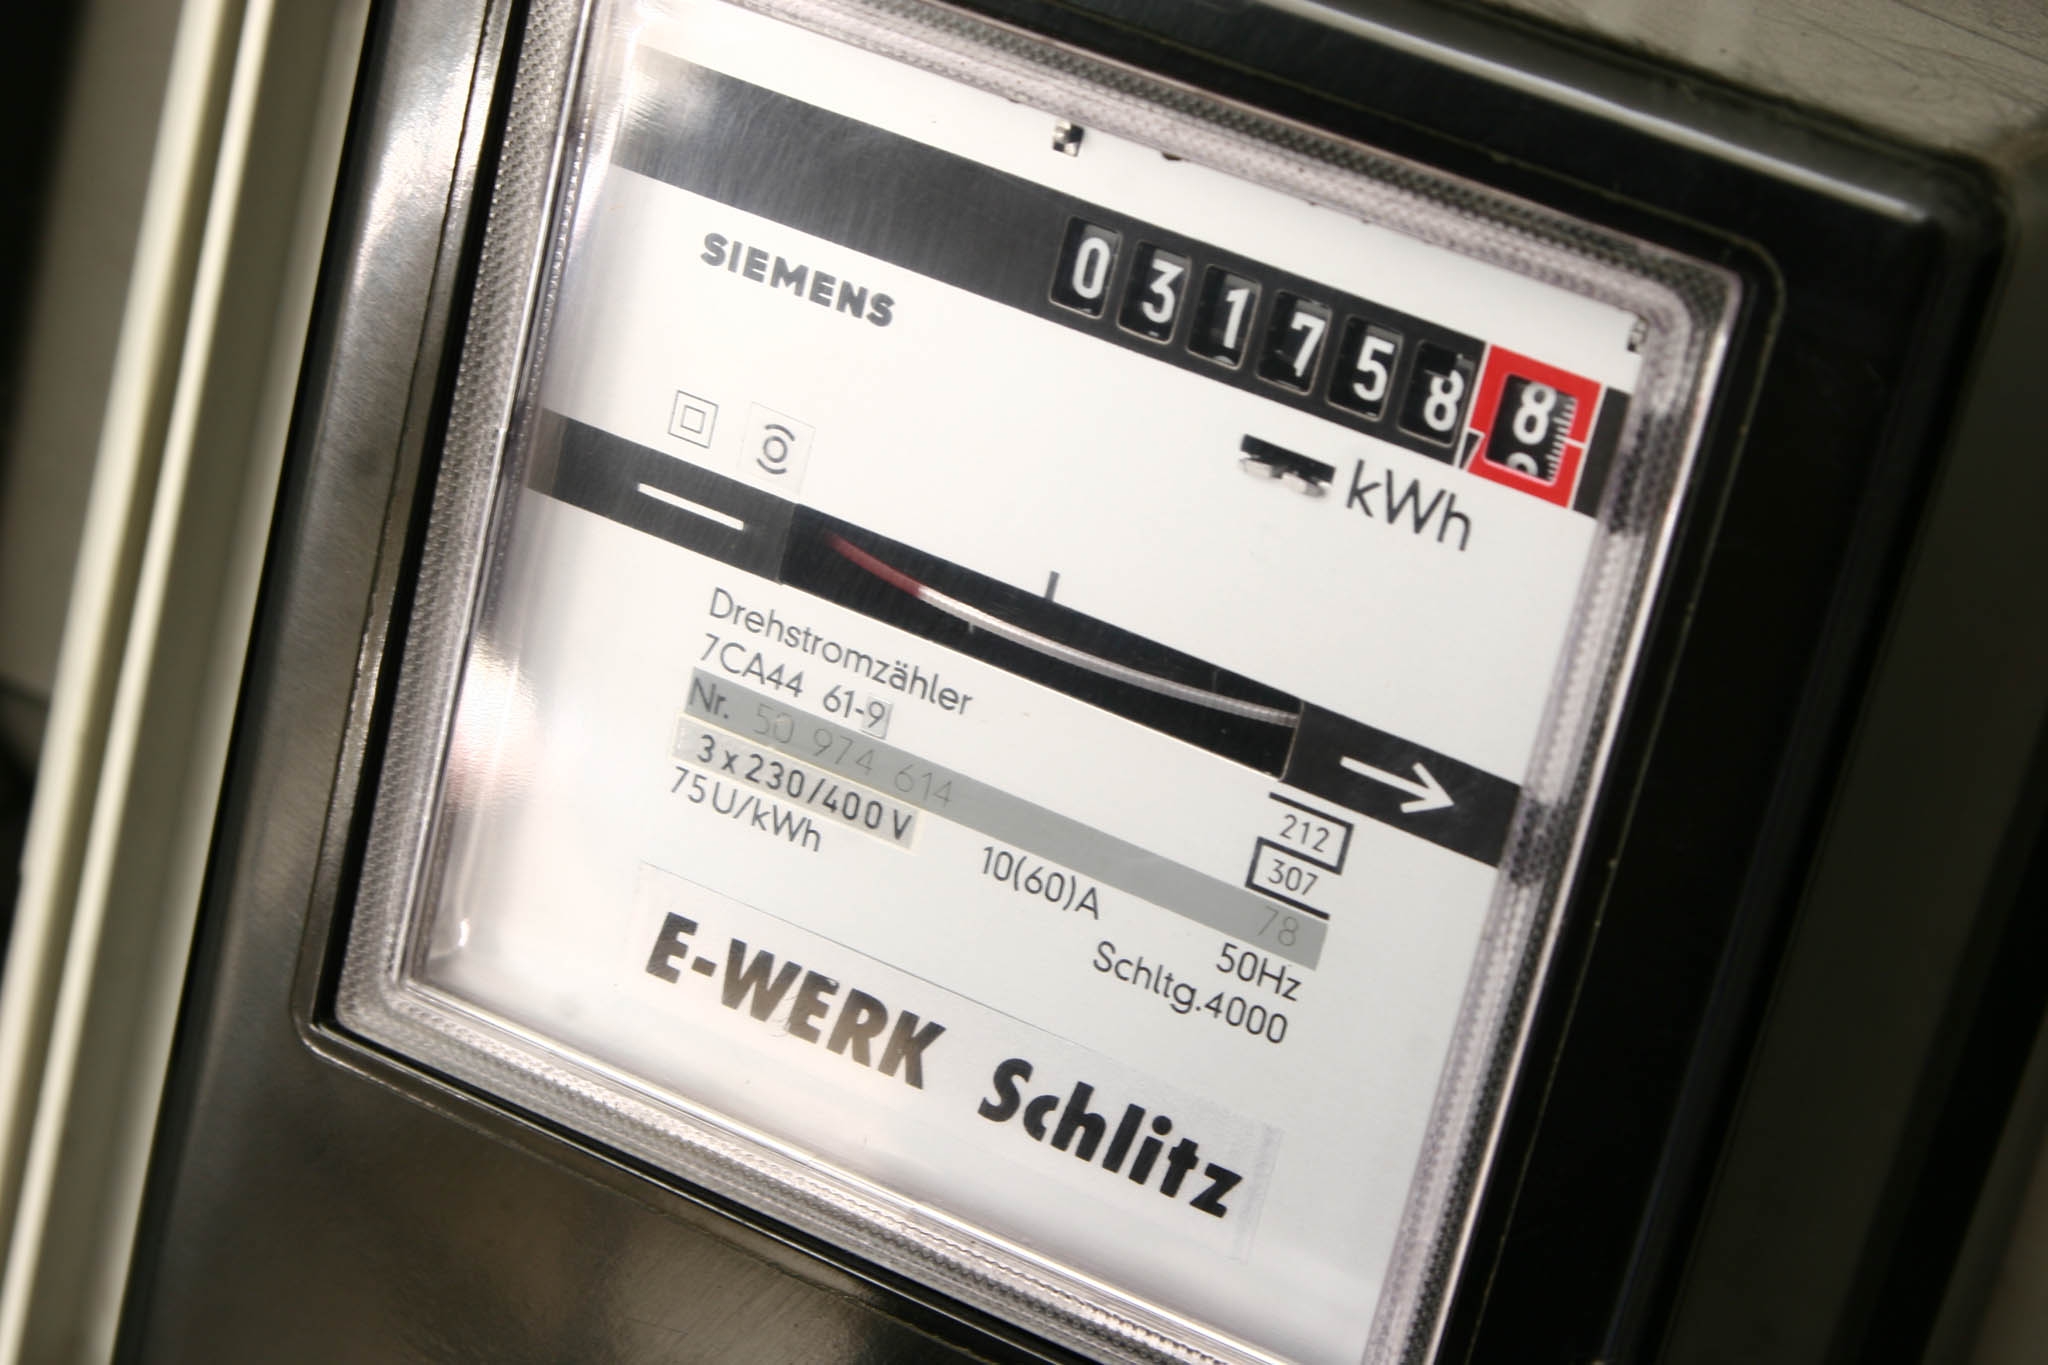 031758,8
SIEMENS
kWh
Drehstromzähler
7CA44 61-9
Nr. 50 974 614
212
307
78
3 x 230/400 V
10(60)A
50Hz
75U/kWh
Schltg.4000
E-WERK Schlitz